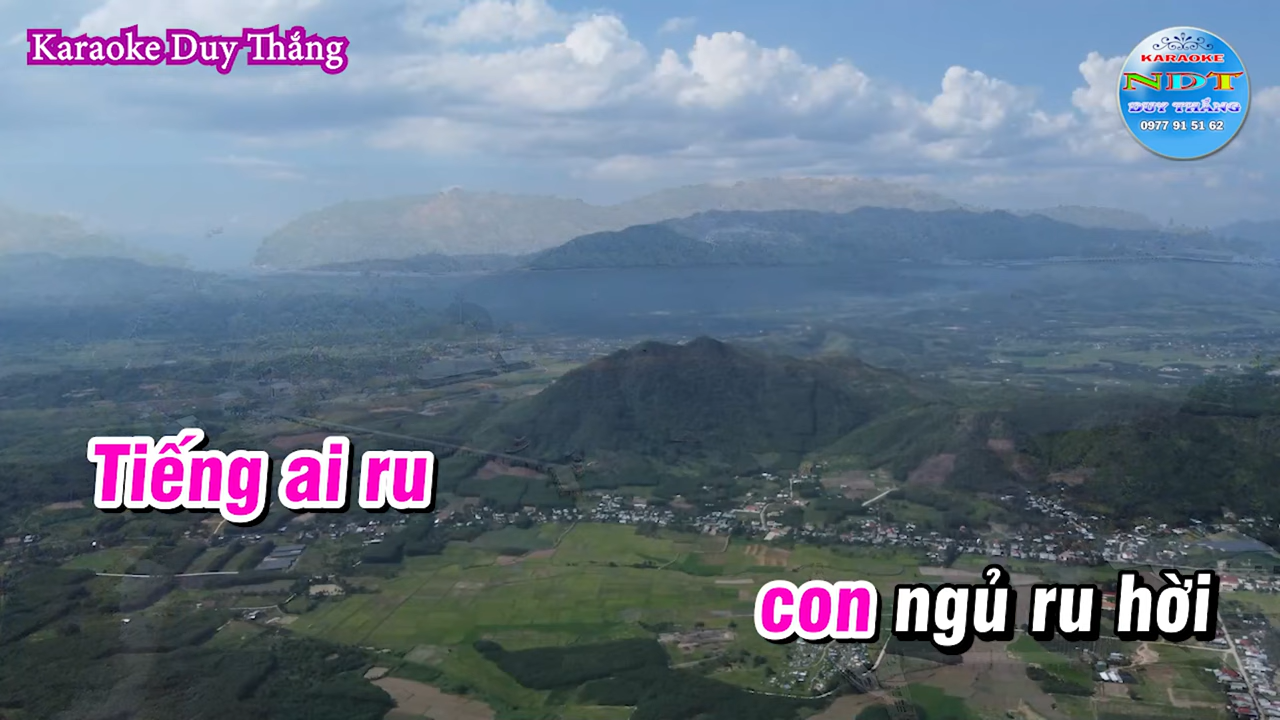 Karaoke Duy Thắng
KARAOKE
NDT
DUY THẮNG
0977 91 51 62
Tiếng ai ru
con ngủ ru hời